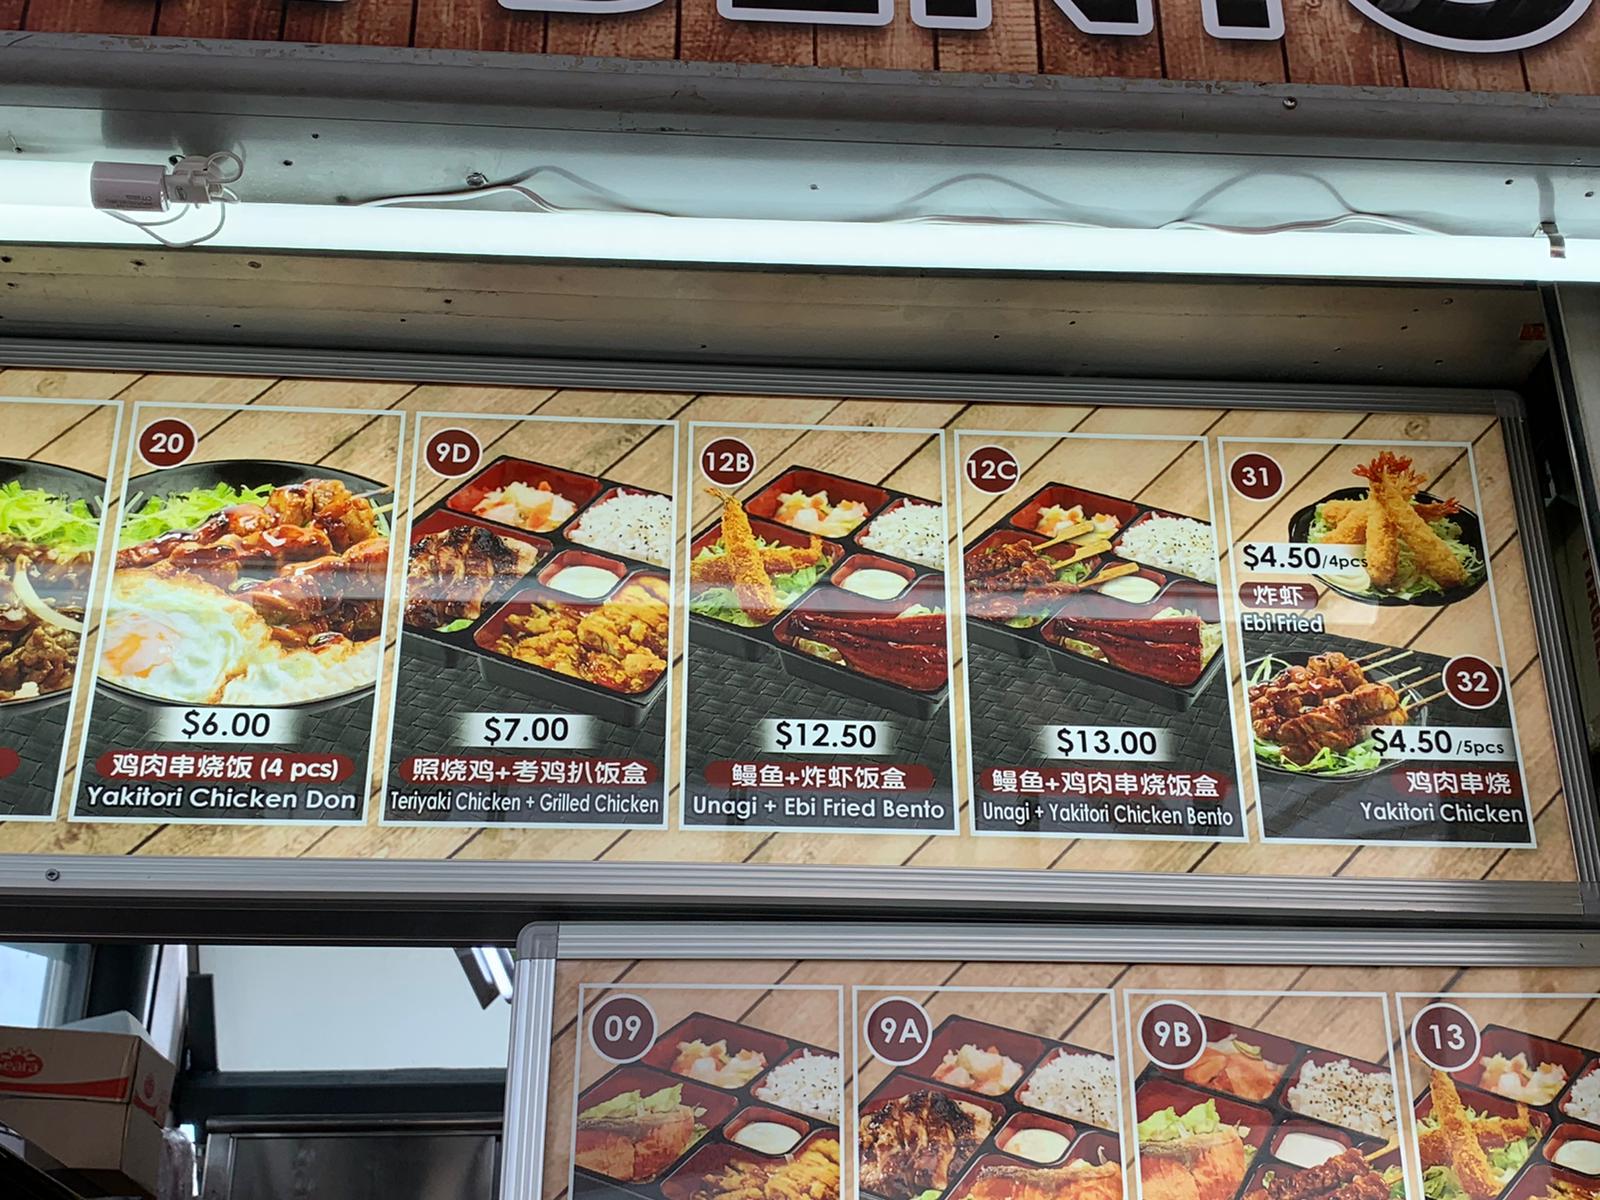 BENTO
20
$6.00
鸡肉串烧饭 (4 pcs)
Yakitori Chicken Don
9D
$7.00
照烧鸡+考鸡扒饭盒
Teriyaki Chicken + Grilled Chicken
12B
$12.50
鳗鱼+炸虾饭盒
Unagi + Ebi Fried Bento
12C
$13.00
鳗鱼+鸡肉串烧饭盒
Unagi + Yakitori Chicken Bento
31
$4.50/4pcs
炸虾
Ebi Fried
32
$4.50/5pcs
鸡肉串烧
Yakitori Chicken
09
9A
9B
13